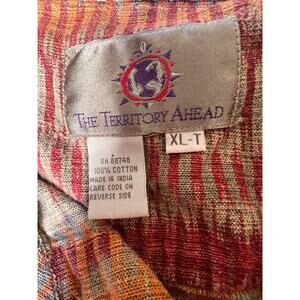 THE TERRITORY AHEAD
XL-T
RN 88748
100% COTTON
MADE IN INDIA
CARE CODE ON
REVERSE SIDE